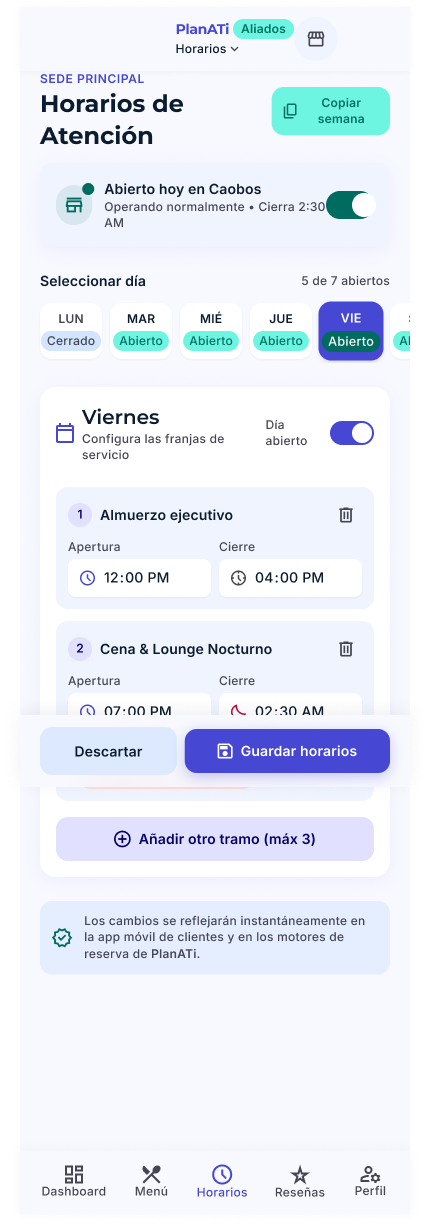 PlanATi Aliados
Horarios
SEDE PRINCIPAL
Horarios de
Atención
Copiar
semana
Abierto hoy en Caobos
Operando normalmente • Cierra 2:30
AM
Seleccionar día
5 de 7 abiertos
LUN
Cerrado
MAR
Abierto
MIÉ
Abierto
JUE
Abierto
VIE
Abierto
Viernes
Configura las franjas de
servicio
Día
abierto
1 Almuerzo ejecutivo
Apertura
Cierre
12:00 PM
04:00 PM
2 Cena & Lounge Nocturno
Apertura
Cierre
07:00 PM
02:30 AM
Descartar
Guardar horarios
Añadir otro tramo (máx 3)
Los cambios se reflejarán instantáneamente en
la app móvil de clientes y en los motores de
reserva de PlanATi.
Dashboard
Menú
Horarios
Reseñas
Perfil